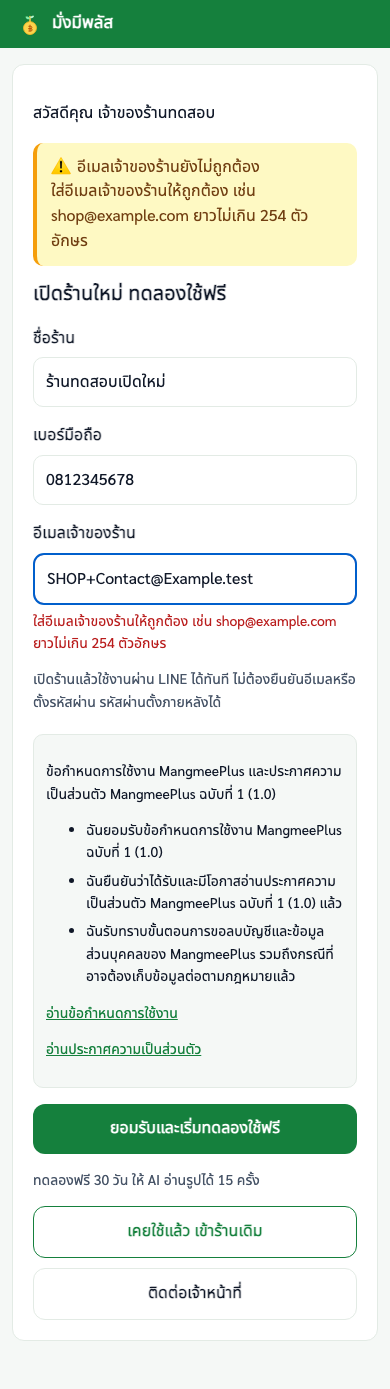 มั่งมีพลัส
สวัสดีคุณ เจ้าของร้านทดสอบ
⚠️ อีเมลเจ้าของร้านยังไม่ถูกต้อง
ใส่อีเมลเจ้าของร้านให้ถูกต้อง เช่น
shop@example.com ยาวไม่เกิน 254 ตัว
อักษร
เปิดร้านใหม่ ทดลองใช้ฟรี
ชื่อร้าน
ร้านทดสอบเปิดใหม่
เบอร์มือถือ
0812345678
อีเมลเจ้าของร้าน
SHOP+Contact@Example.test
ใส่อีเมลเจ้าของร้านให้ถูกต้อง เช่น shop@example.com
ยาวไม่เกิน 254 ตัวอักษร
เปิดร้านแล้วใช้งานผ่าน LINE ได้ทันที ไม่ต้องยืนยันอีเมลหรือ
ตั้งรหัสผ่าน รหัสผ่านตั้งภายหลังได้
ข้อกำหนดการใช้งาน MangmeePlus และประกาศความ
เป็นส่วนตัว MangmeePlus ฉบับที่ 1 (1.0)
• ฉันยอมรับข้อกำหนดการใช้งาน MangmeePlus
ฉบับที่ 1 (1.0)
• ฉันยืนยันว่าได้รับและมีโอกาสอ่านประกาศความ
เป็นส่วนตัว MangmeePlus ฉบับที่ 1 (1.0) แล้ว
• ฉันรับทราบขั้นตอนการขอลบบัญชีและข้อมูล
ส่วนบุคคลของ MangmeePlus รวมถึงกรณีที่
อาจต้องเก็บข้อมูลต่อตามกฎหมายแล้ว
อ่านข้อกำหนดการใช้งาน
อ่านประกาศความเป็นส่วนตัว
ยอมรับและเริ่มทดลองใช้ฟรี
ทดลองฟรี 30 วัน ให้ AI อ่านรูปได้ 15 ครั้ง
เคยใช้แล้ว เข้าร้านเดิม
ติดต่อเจ้าหน้าที่